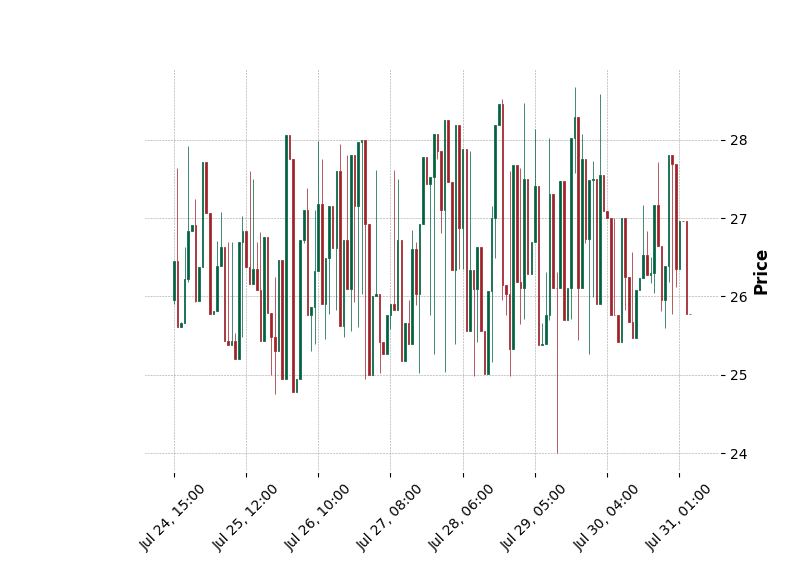 28
27
26
25
24
Price
Jul 24, 15:00
Jul 25, 12:00
Jul 26, 10:00
Jul 27, 08:00
Jul 28, 06:00
Jul 29, 05:00
Jul 30, 04:00
Jul 31, 01:00